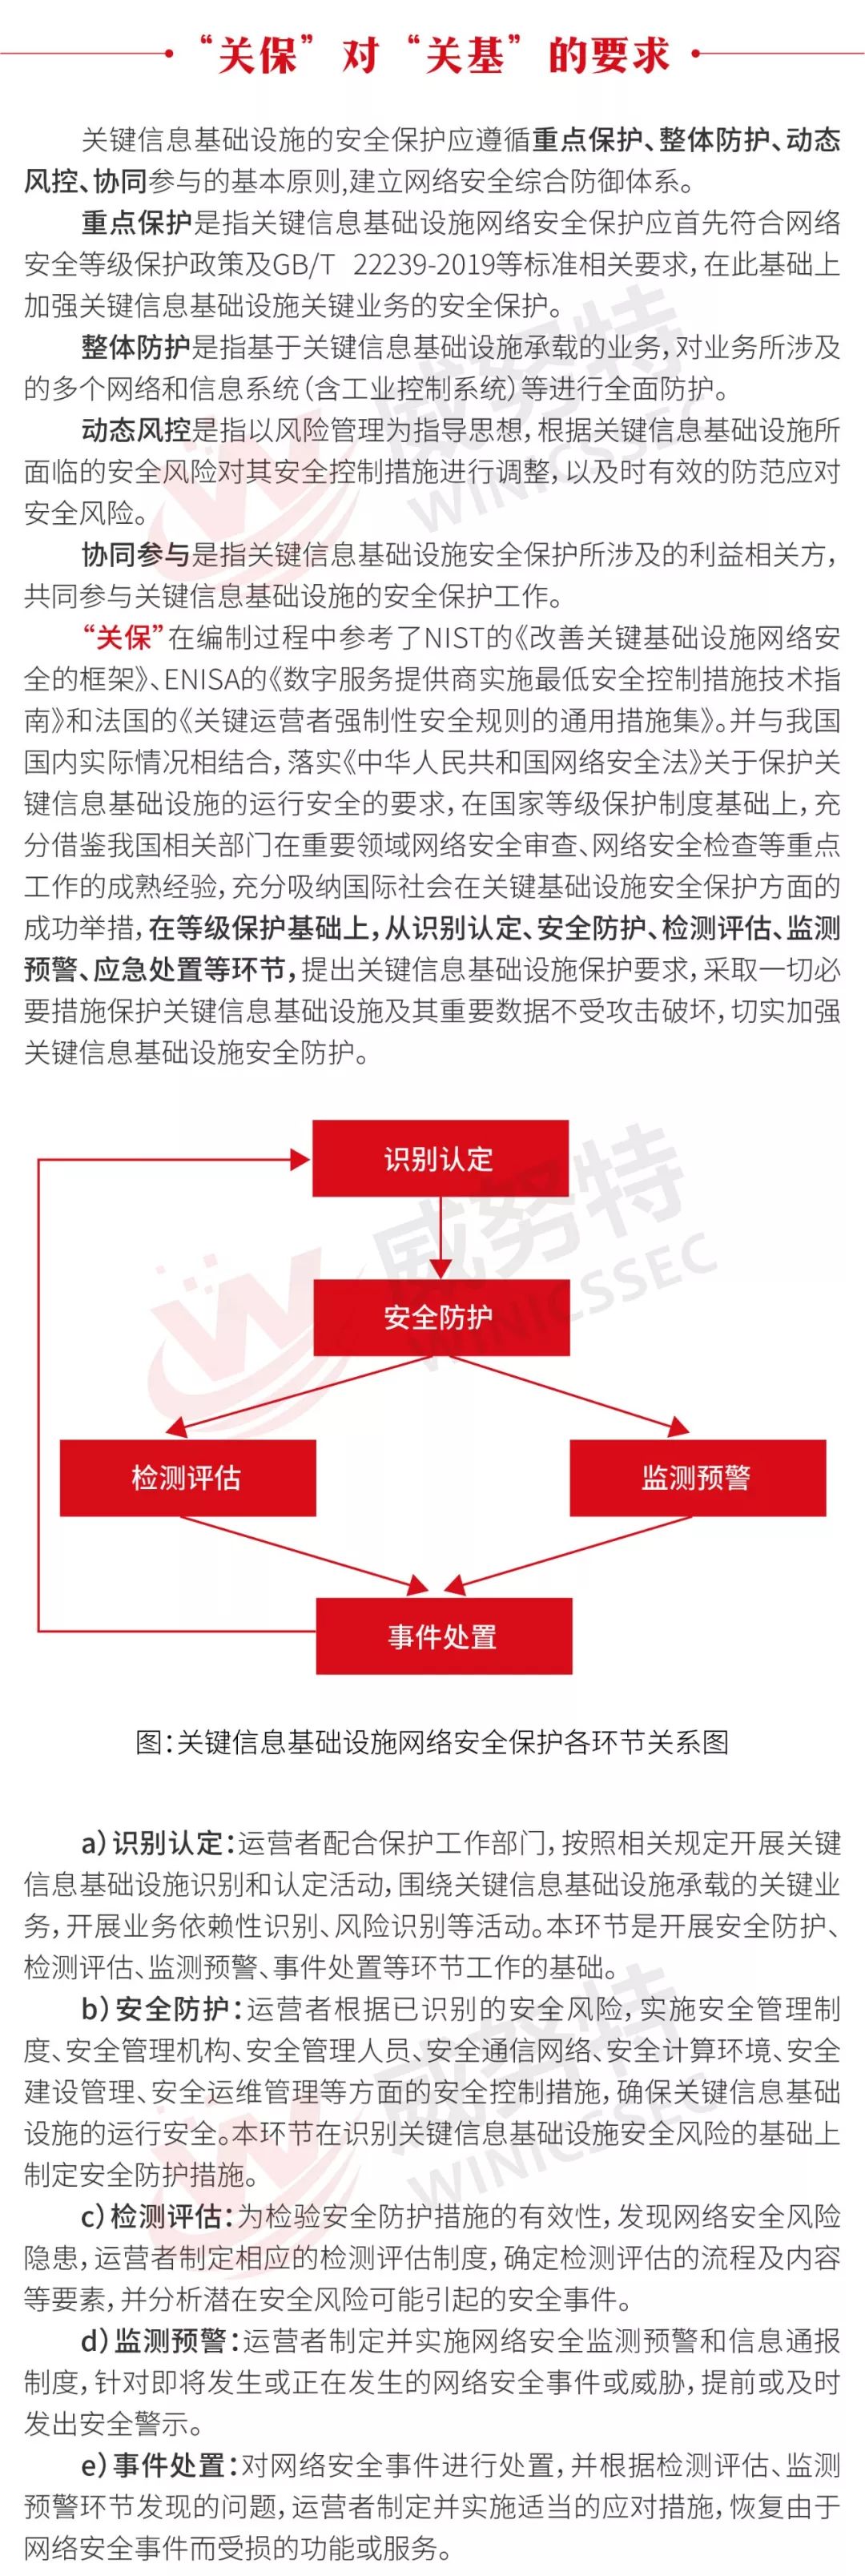 “关保”对“关基”的要求
关键信息基础设施的安全保护应遵循重点保护、整体防护、动态
风控、协同参与的基本原则,建立网络安全综合防御体系。
重点保护是指关键信息基础设施网络安全保护应首先符合网络
安全等级保护政策及GB/T 22239-2019等标准相关要求,在此基础上
加强关键信息基础设施关键业务的安全保护。
整体防护是指基于关键信息基础设施承载的业务,对业务所涉及
的多个网络和信息系统(含工业控制系统)等进行全面防护。
动态风控是指以风险管理为指导思想,根据关键信息基础设施所
面临的安全风险对其安全控制措施进行调整,以及时有效的防范应对
安全风险。
协同参与是指关键信息基础设施安全保护所涉及的利益相关方,
共同参与关键信息基础设施的安全保护工作。
“关保”在编制过程中参考了NIST的《改善关键基础设施网络安
全的框架》、ENISA的《数字服务提供商实施最低安全控制措施技术指
南》和法国的《关键运营者强制性安全规则的通用措施集》。并与我国
国内实际情况相结合,落实《中华人民共和国网络安全法》关于保护关
键信息基础设施的运行安全的要求,在国家等级保护制度基础上,充
分借鉴我国相关部门在重要领域网络安全审查、网络安全检查等重点
工作的成熟经验,充分吸纳国际社会在关键基础设施安全保护方面的
成功举措,在等级保护基础上,从识别认定、安全防护、检测评估、监测
预警、应急处置等环节,提出关键信息基础设施保护要求,采取一切必
要措施保护关键信息基础设施及其重要数据不受攻击破坏,切实加强
关键信息基础设施安全防护。
识别认定
安全防护
检测评估
监测预警
事件处置
图:关键信息基础设施网络安全保护各环节关系图
a)识别认定:运营者配合保护工作部门,按照相关规定开展关键
信息基础设施识别和认定活动,围绕关键信息基础设施承载的关键业
务,开展业务依赖性识别、风险识别等活动。本环节是开展安全防护、
检测评估、监测预警、事件处置等环节工作的基础。
b)安全防护:运营者根据已识别的安全风险,实施安全管理制
度、安全管理机构、安全管理人员、安全通信网络、安全计算环境、安全
建设管理、安全运维管理等方面的安全控制措施,确保关键信息基础
设施的运行安全。本环节在识别关键信息基础设施安全风险的基础上
制定安全防护措施。
c)检测评估:为检验安全防护措施的有效性,发现网络安全风险
隐患,运营者制定相应的检测评估制度,确定检测评估的流程及内容
等要素,并分析潜在安全风险可能引起的安全事件。
d)监测预警:运营者制定并实施网络安全监测预警和信息通报
制度,针对即将发生或正在发生的网络安全事件或威胁,提前或及时
发出安全警示。
e)事件处置:对网络安全事件进行处置,并根据检测评估、监测
预警环节发现的问题,运营者制定并实施适当的应对措施,恢复由于
网络安全事件而受损的功能或服务。
威努特
WINICSSEC
威努特
WINICSSEC
威努特
WINICSSEC